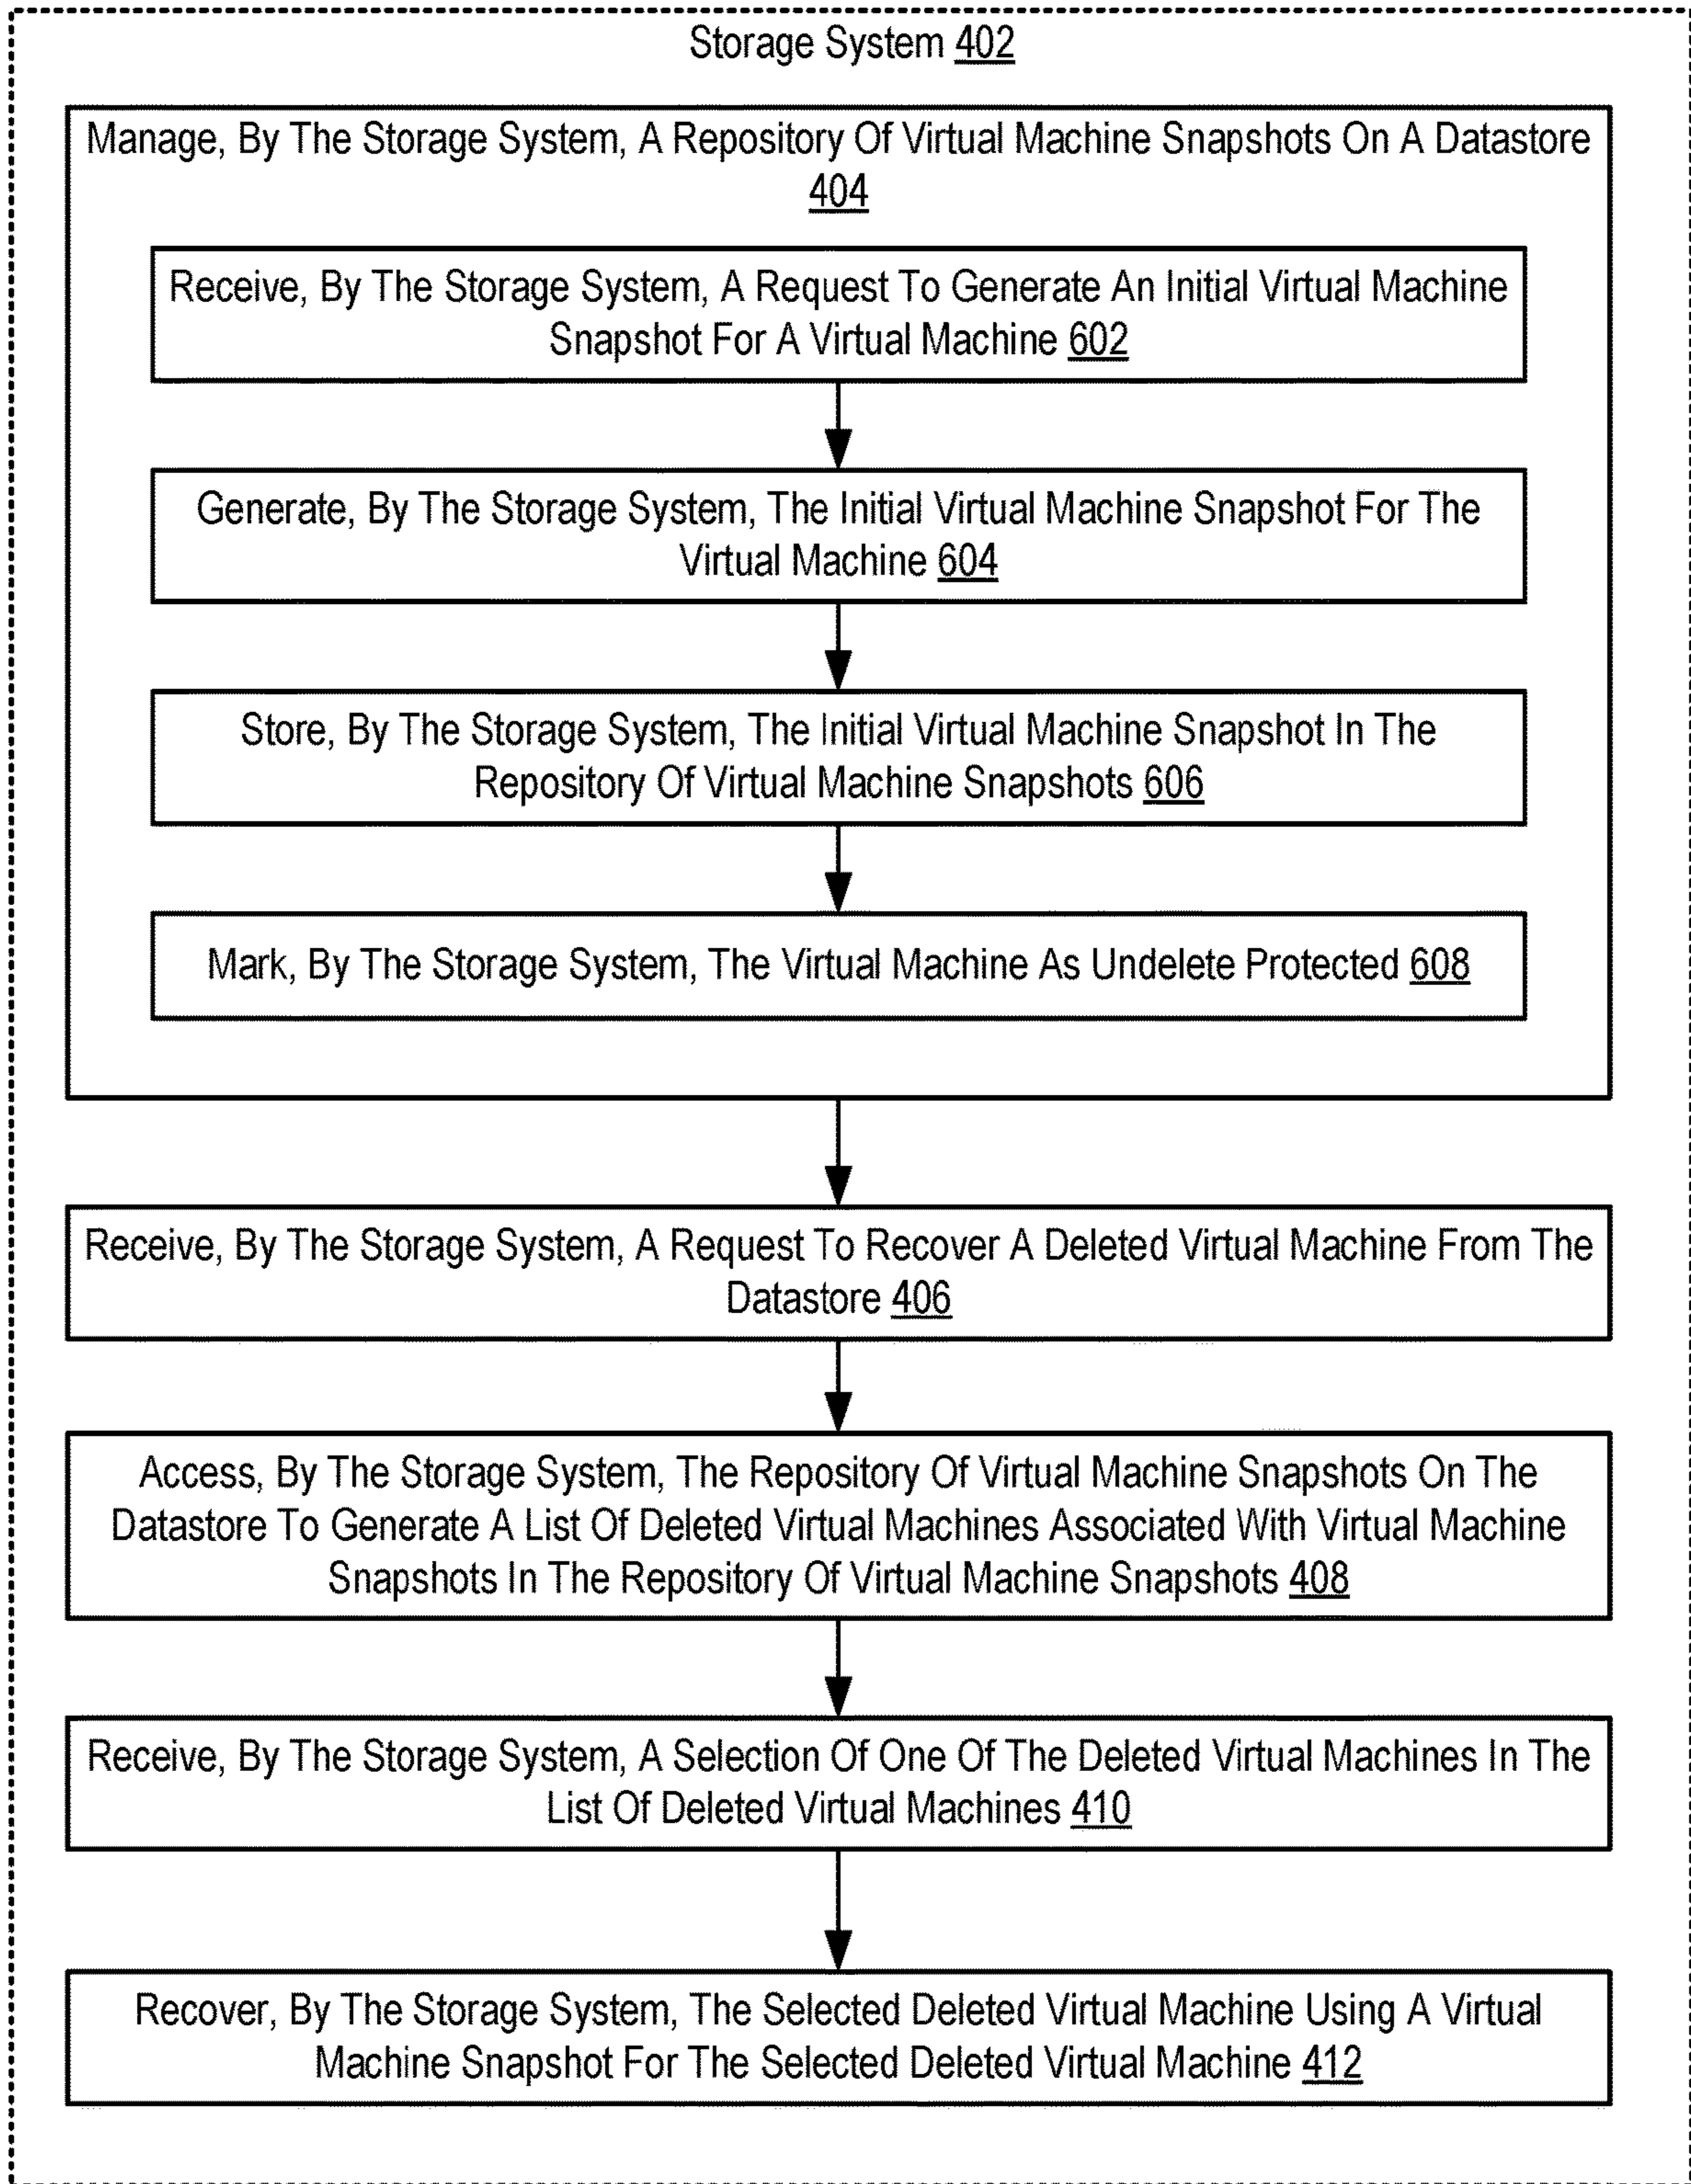 Storage System 402
Manage, By The Storage System, A Repository Of Virtual Machine Snapshots On A Datastore
404
Receive, By The Storage System, A Request To Generate An Initial Virtual Machine
Snapshot For A Virtual Machine 602
Generate, By The Storage System, The Initial Virtual Machine Snapshot For The
Virtual Machine 604
Store, By The Storage System, The Initial Virtual Machine Snapshot In The
Repository Of Virtual Machine Snapshots 606
Mark, By The Storage System, The Virtual Machine As Undelete Protected 608
Receive, By The Storage System, A Request To Recover A Deleted Virtual Machine From The
Datastore 406
Access, By The Storage System, The Repository Of Virtual Machine Snapshots On The
Datastore To Generate A List Of Deleted Virtual Machines Associated With Virtual Machine
Snapshots In The Repository Of Virtual Machine Snapshots 408
Receive, By The Storage System, A Selection Of One Of The Deleted Virtual Machines In The
List Of Deleted Virtual Machines 410
Recover, By The Storage System, The Selected Deleted Virtual Machine Using A Virtual
Machine Snapshot For The Selected Deleted Virtual Machine 412